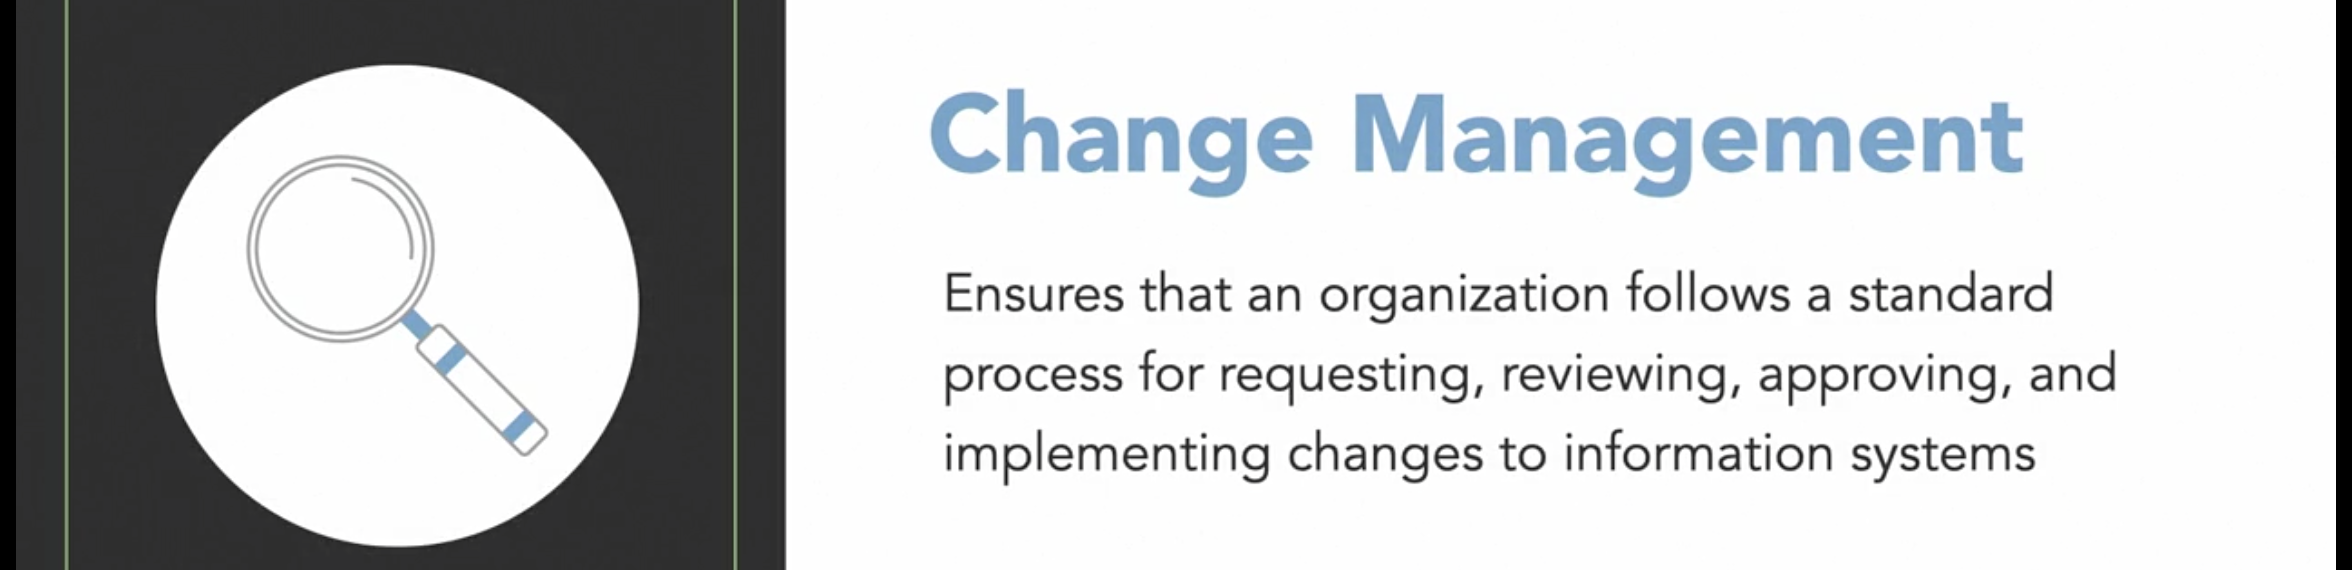 Change Management
Ensures that an organization follows a standard
process for requesting, reviewing, approving, and
implementing changes to information systems